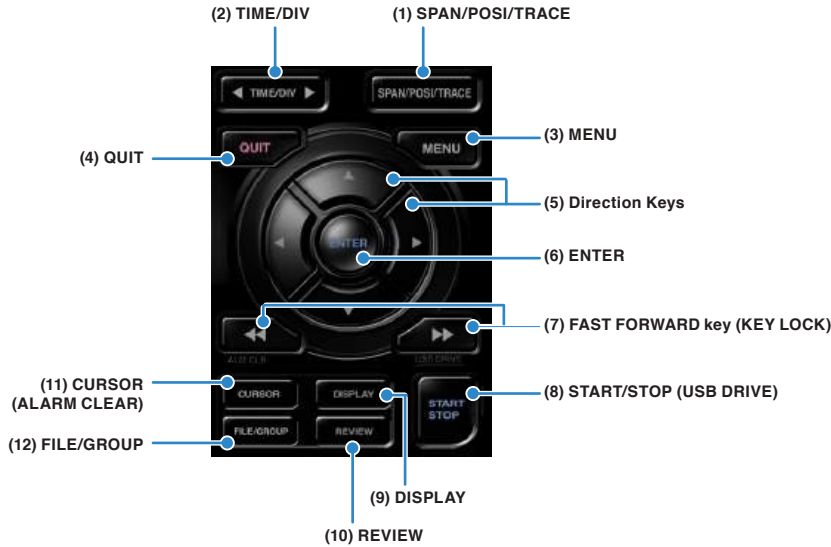 (2) TIME/DIV
(1) SPAN/POSI/TRACE
◀ TIME/DIV ▶
SPAN/POSI/TRACE
QUIT
MENU
(3) MENU
(4) QUIT
(5) Direction Keys
ENTER
(6) ENTER
(7) FAST FORWARD key (KEY LOCK)
ALM CLR
USB DRIVE
(11) CURSOR
(ALARM CLEAR)
CURSOR
DISPLAY
START
STOP
(8) START/STOP (USB DRIVE)
FILE/GROUP
REVIEW
(12) FILE/GROUP
(9) DISPLAY
(10) REVIEW